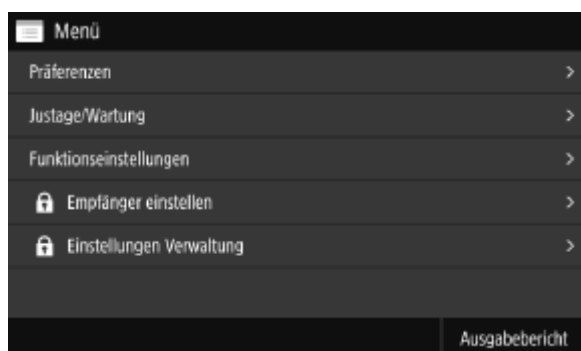 Menü
Präferenzen
Justage/Wartung
Funktionseinstellungen
Empfänger einstellen
Einstellungen Verwaltung
Ausgabebericht